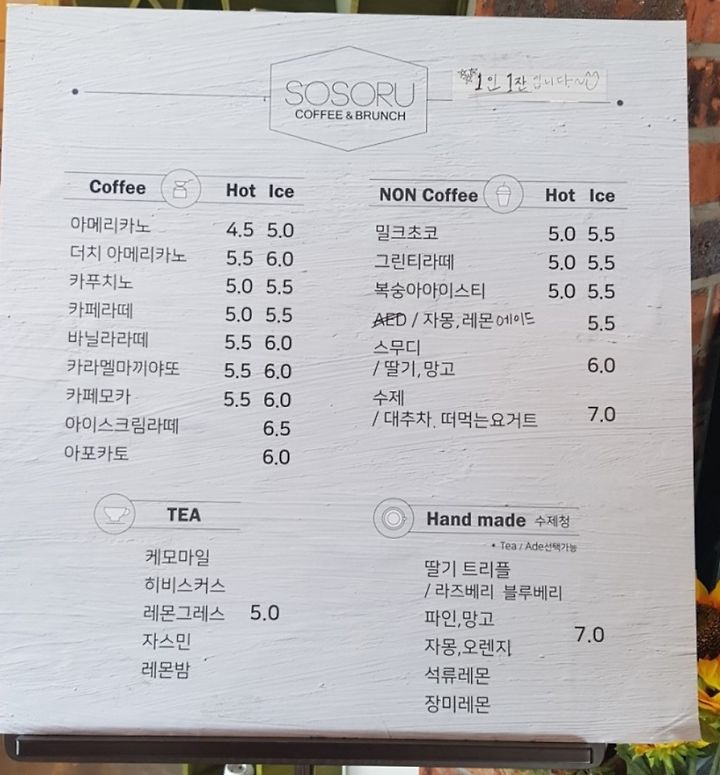 SOSORU
COFFEE & BRUNCH
1인 1잔 입니다~
Coffee Hot Ice
아메리카노 4.5 5.0
더치 아메리카노 5.5 6.0
카푸치노 5.0 5.5
카페라떼 5.0 5.5
바닐라라떼 5.5 6.0
카라멜마끼야또 5.5 6.0
카페모카 5.5 6.0
아이스크림라떼 6.5
아포카토 6.0
NON Coffee Hot Ice
밀크초코 5.0 5.5
그린티라떼 5.0 5.5
복숭아아이스티 5.0 5.5
AED / 자몽,레몬에이드 5.5
스무디
/ 딸기,망고 6.0
수제
/ 대추차, 떠먹는요거트 7.0
TEA
케모마일
히비스커스
레몬그레스 5.0
자스민
레몬밤
Hand made 수제청
• Tea / Ade선택가능
딸기 트리플
/ 라즈베리 블루베리
파인,망고
7.0
자몽,오렌지
석류레몬
장미레몬